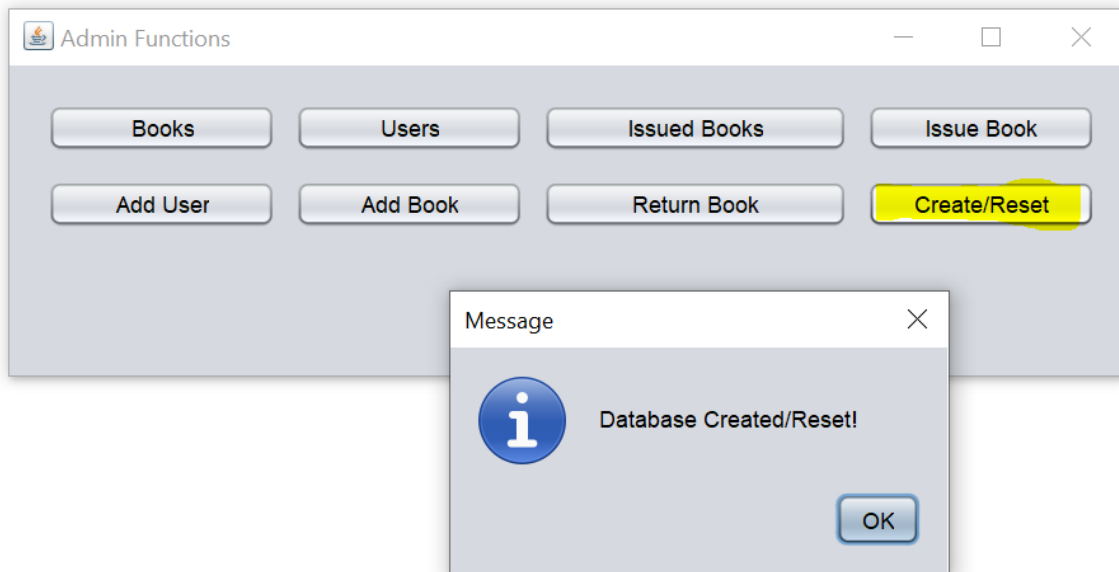 Admin Functions
Books Users Issued Books Issue Book
Add User Add Book Return Book Create/Reset
Message
Database Created/Reset!
OK